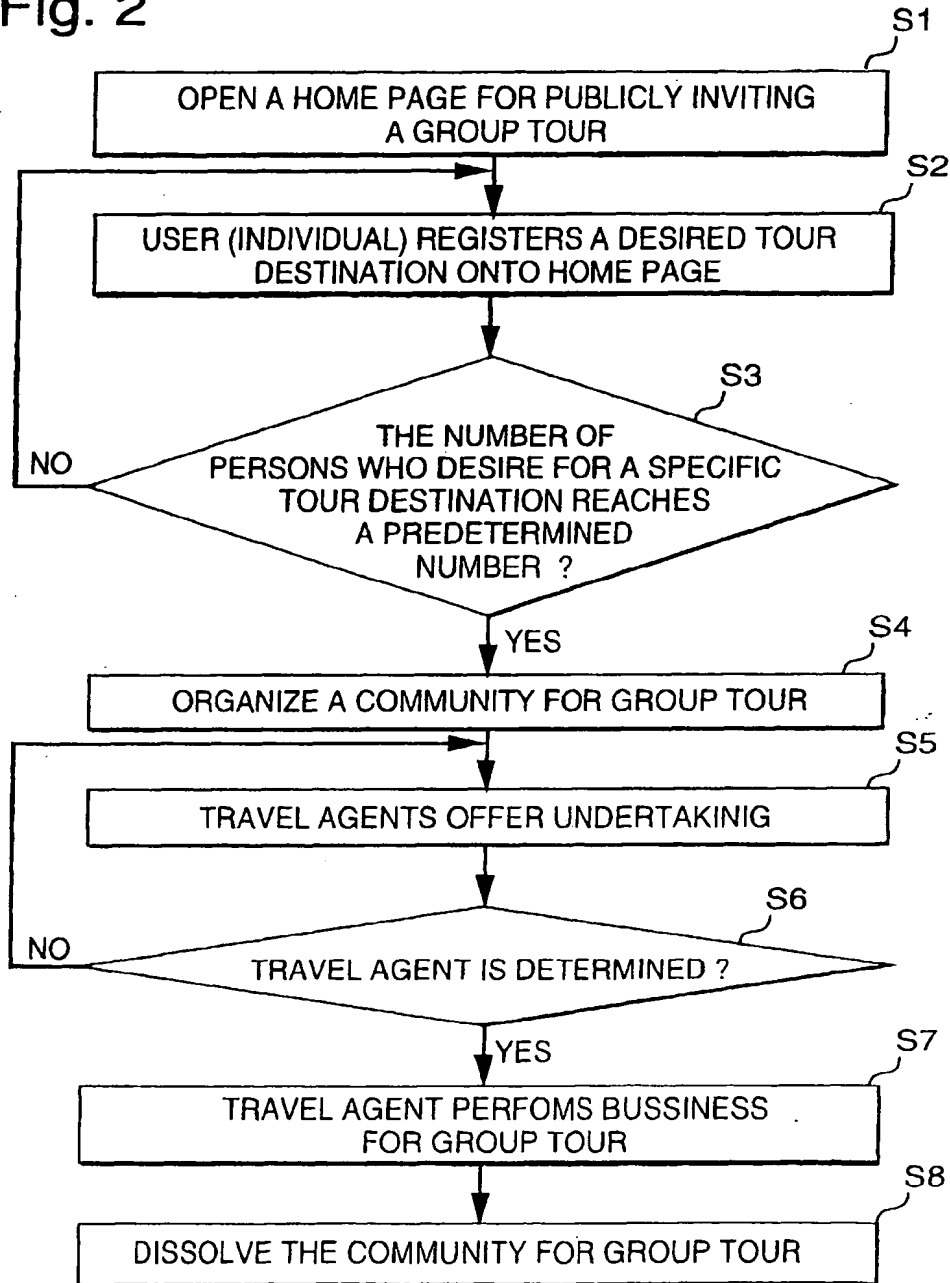 Fig. 2
S1
OPEN A HOME PAGE FOR PUBLICLY INVITING
A GROUP TOUR
S2
USER (INDIVIDUAL) REGISTERS A DESIRED TOUR
DESTINATION ONTO HOME PAGE
S3
THE NUMBER OF
PERSONS WHO DESIRE FOR A SPECIFIC
TOUR DESTINATION REACHES
A PREDETERMINED
NUMBER ?
NO
YES
S4
ORGANIZE A COMMUNITY FOR GROUP TOUR
S5
TRAVEL AGENTS OFFER UNDERTAKINIG
S6
TRAVEL AGENT IS DETERMINED ?
NO
YES
S7
TRAVEL AGENT PERFOMS BUSSINESS
FOR GROUP TOUR
S8
DISSOLVE THE COMMUNITY FOR GROUP TOUR